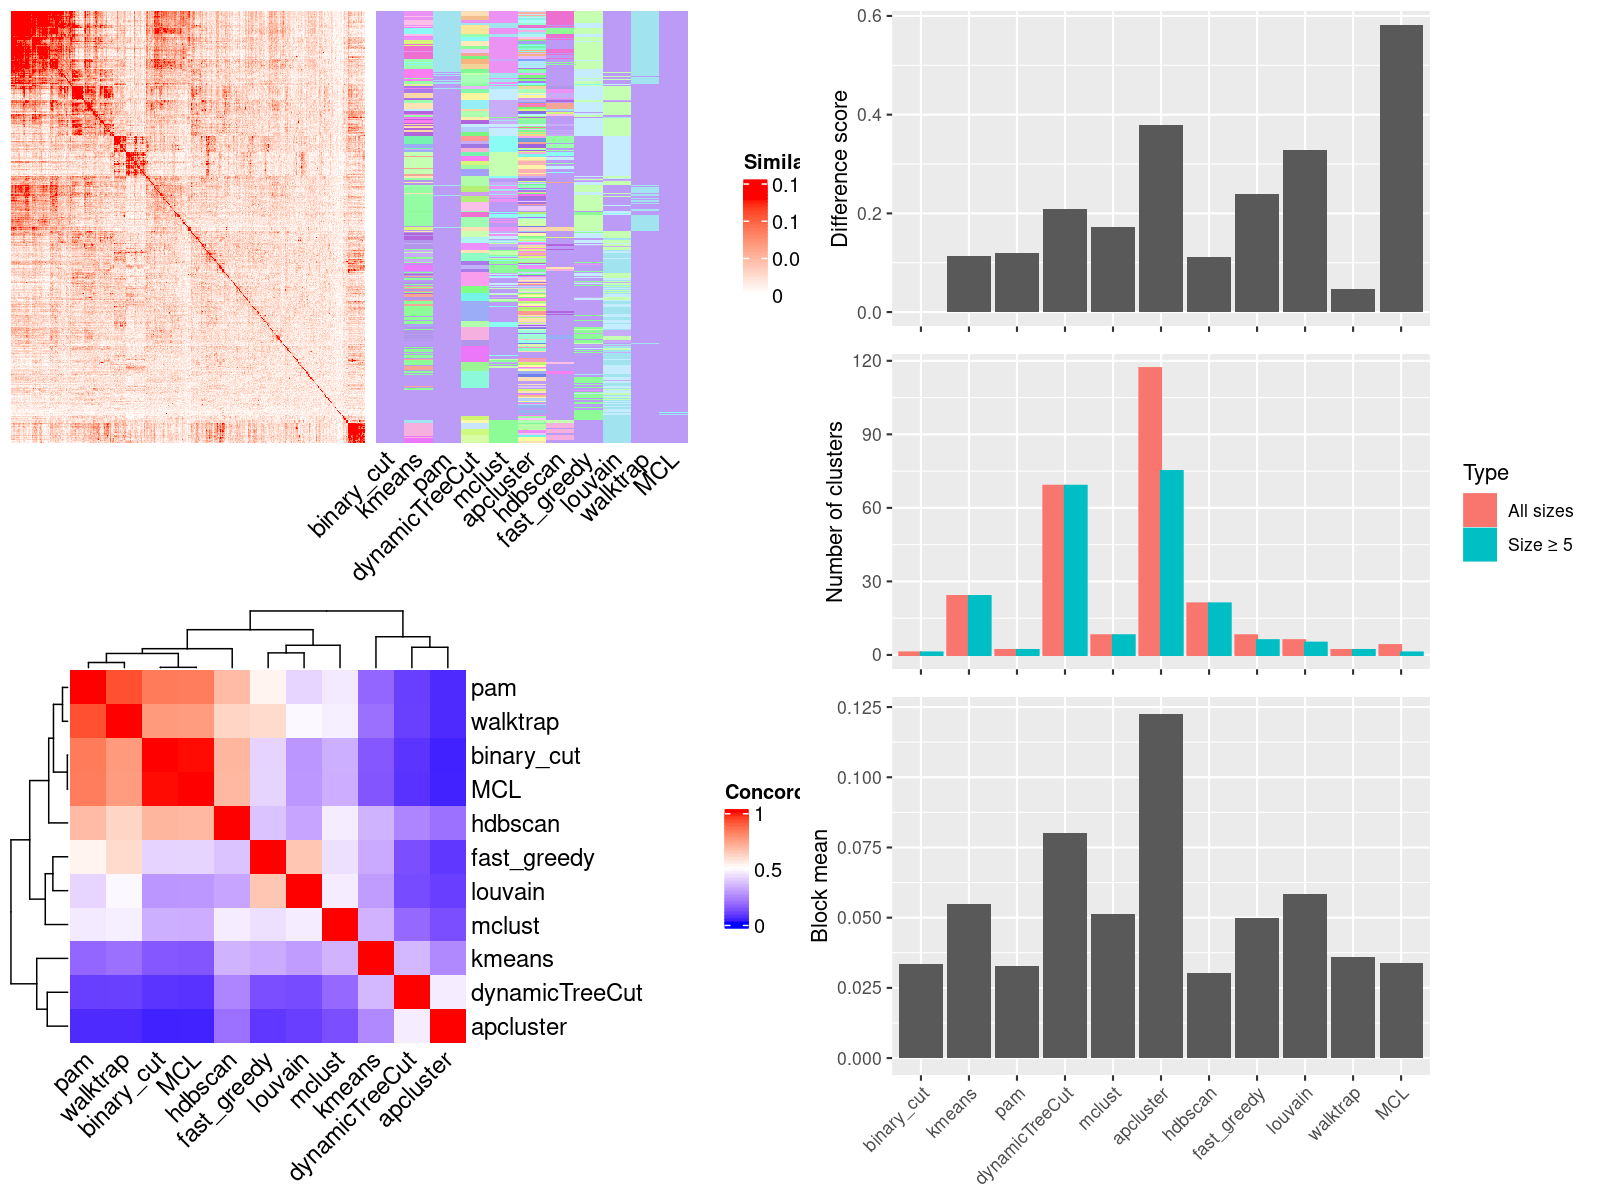 Simila
0.1
0.1
0.0
0
binary_cut
kmeans
pam
dynamicTreeCut
mclust
apcluster
hdbscan
fast_greedy
louvain
walktrap
MCL
pam
walktrap
binary_cut
MCL
hdbscan
fast_greedy
louvain
mclust
kmeans
dynamicTreeCut
apcluster
Concord
1
0.5
0
pam
walktrap
binary_cut
MCL
hdbscan
fast_greedy
louvain
mclust
kmeans
dynamicTreeCut
apcluster
Difference score
0.6
0.4
0.2
0.0
Number of clusters
120
90
60
30
0
Type
All sizes
Size ≥ 5
Block mean
0.125
0.100
0.075
0.050
0.025
0.000
binary_cut
kmeans
pam
dynamicTreeCut
mclust
apcluster
hdbscan
fast_greedy
louvain
walktrap
MCL